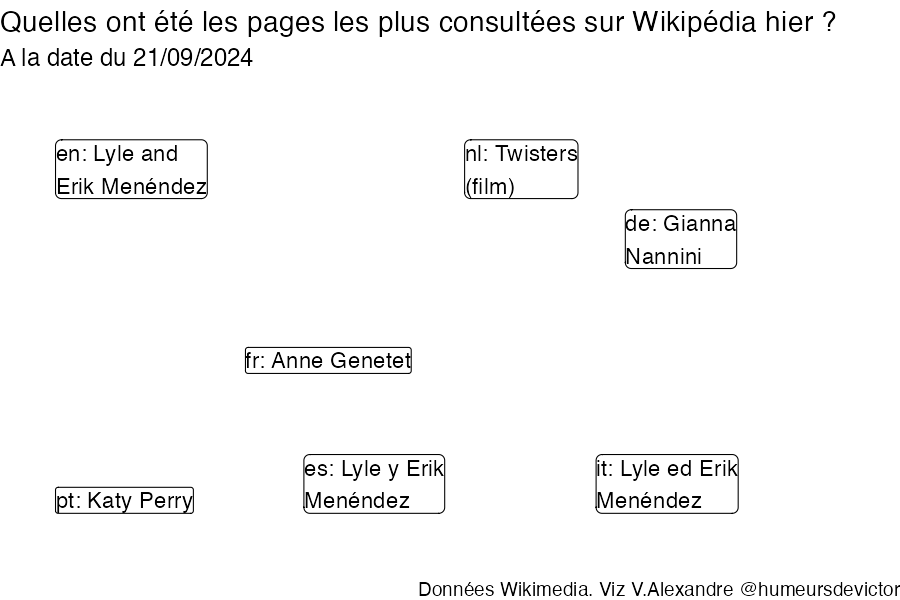 Quelles ont été les pages les plus consultées sur Wikipédia hier ?
A la date du 21/09/2024
en: Lyle and
Erik Menéndez
nl: Twisters
(film)
de: Gianna
Nannini
fr: Anne Genetet
es: Lyle y Erik
Menéndez
it: Lyle ed Erik
Menéndez
pt: Katy Perry
Données Wikimedia. Viz V.Alexandre @humeursdevictor